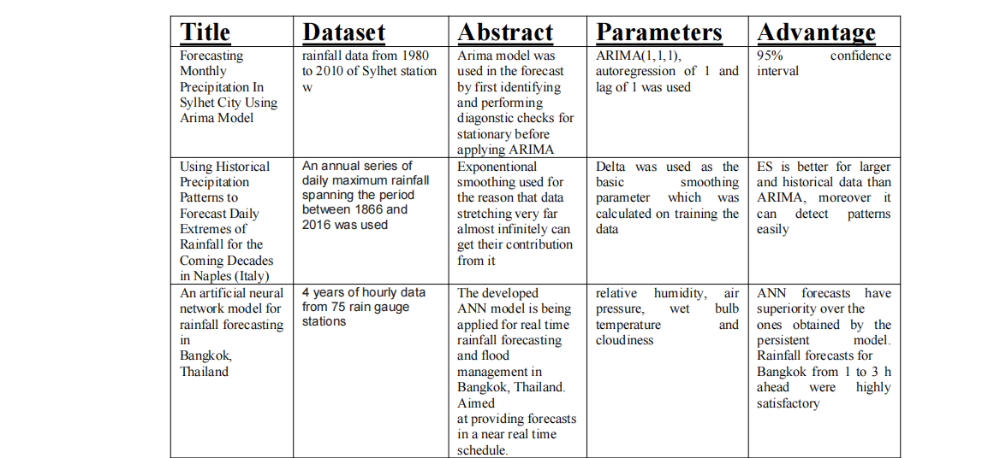 Title
Dataset
Abstract
Parameters
Advantage
Forecasting
Monthly
Precipitation In
Sylhet City Using
Arima Model
rainfall data from 1980
to 2010 of Sylhet station
w
Arima model was
used in the forecast
by first identifying
and performing
diagonstic checks for
stationary before
applying ARIMA
ARIMA(1,1,1),
autoregression of 1 and
lag of 1 was used
95% confidence
interval
Using Historical
Precipitation
Patterns to
Forecast Daily
Extremes of
Rainfall for the
Coming Decades
in Naples (Italy)
An annual series of
daily maximum rainfall
spanning the period
between 1866 and
2016 was used
Exponentional
smoothing used for
the reason that data
stretching very far
almost infinitely can
get their contribution
from it
Delta was used as the
basic smoothing
parameter which was
calculated on training the
data
ES is better for larger
and historical data than
ARIMA, moreover it
can detect patterns
easily
An artificial neural
network model for
rainfall forecasting
in
Bangkok,
Thailand
4 years of hourly data
from 75 rain gauge
stations
The developed
ANN model is being
applied for real time
rainfall forecasting
and flood
management in
Bangkok, Thailand.
Aimed
at providing forecasts
in a near real time
schedule.
relative humidity, air
pressure, wet bulb
temperature and
cloudiness
ANN forecasts have
superiority over the
ones obtained by the
persistent model.
Rainfall forecasts for
Bangkok from 1 to 3 h
ahead were highly
satisfactory